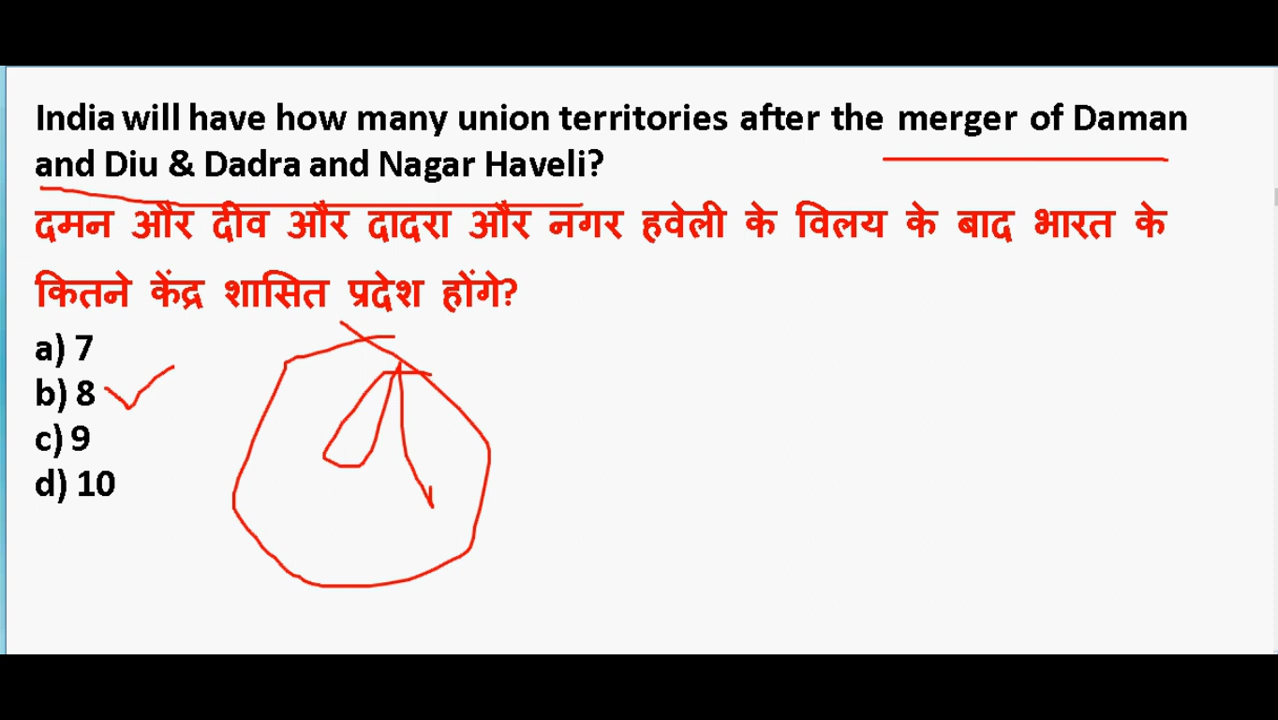 India will have how many union territories after the merger of Daman
and Diu & Dadra and Nagar Haveli?
दमन और दीव और दादरा और नगर हवेली के विलय के बाद भारत के
कितने केंद्र शासित प्रदेश होंगे?
a) 7
b) 8
c) 9
d) 10